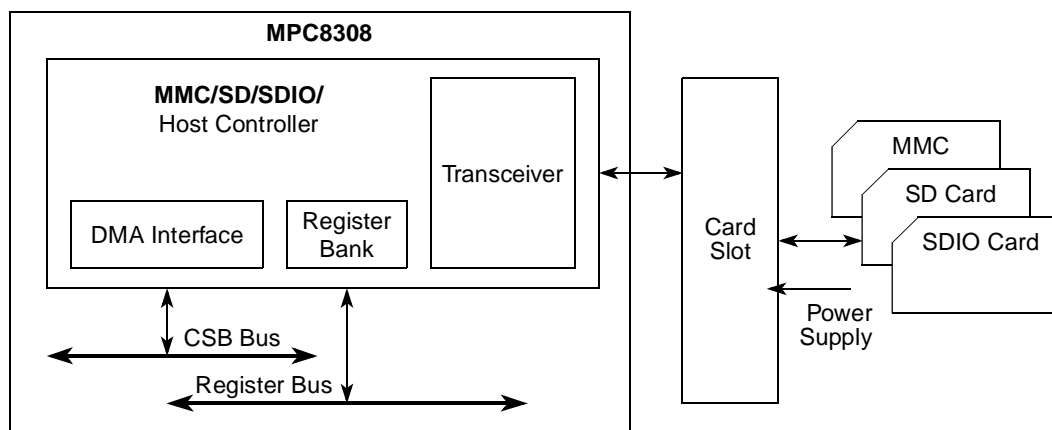 MPC8308
MMC/SD/SDIO/
Host Controller
Transceiver
DMA Interface
Register
Bank
CSB Bus
Register Bus
Card
Slot
MMC
SD Card
SDIO Card
Power
Supply